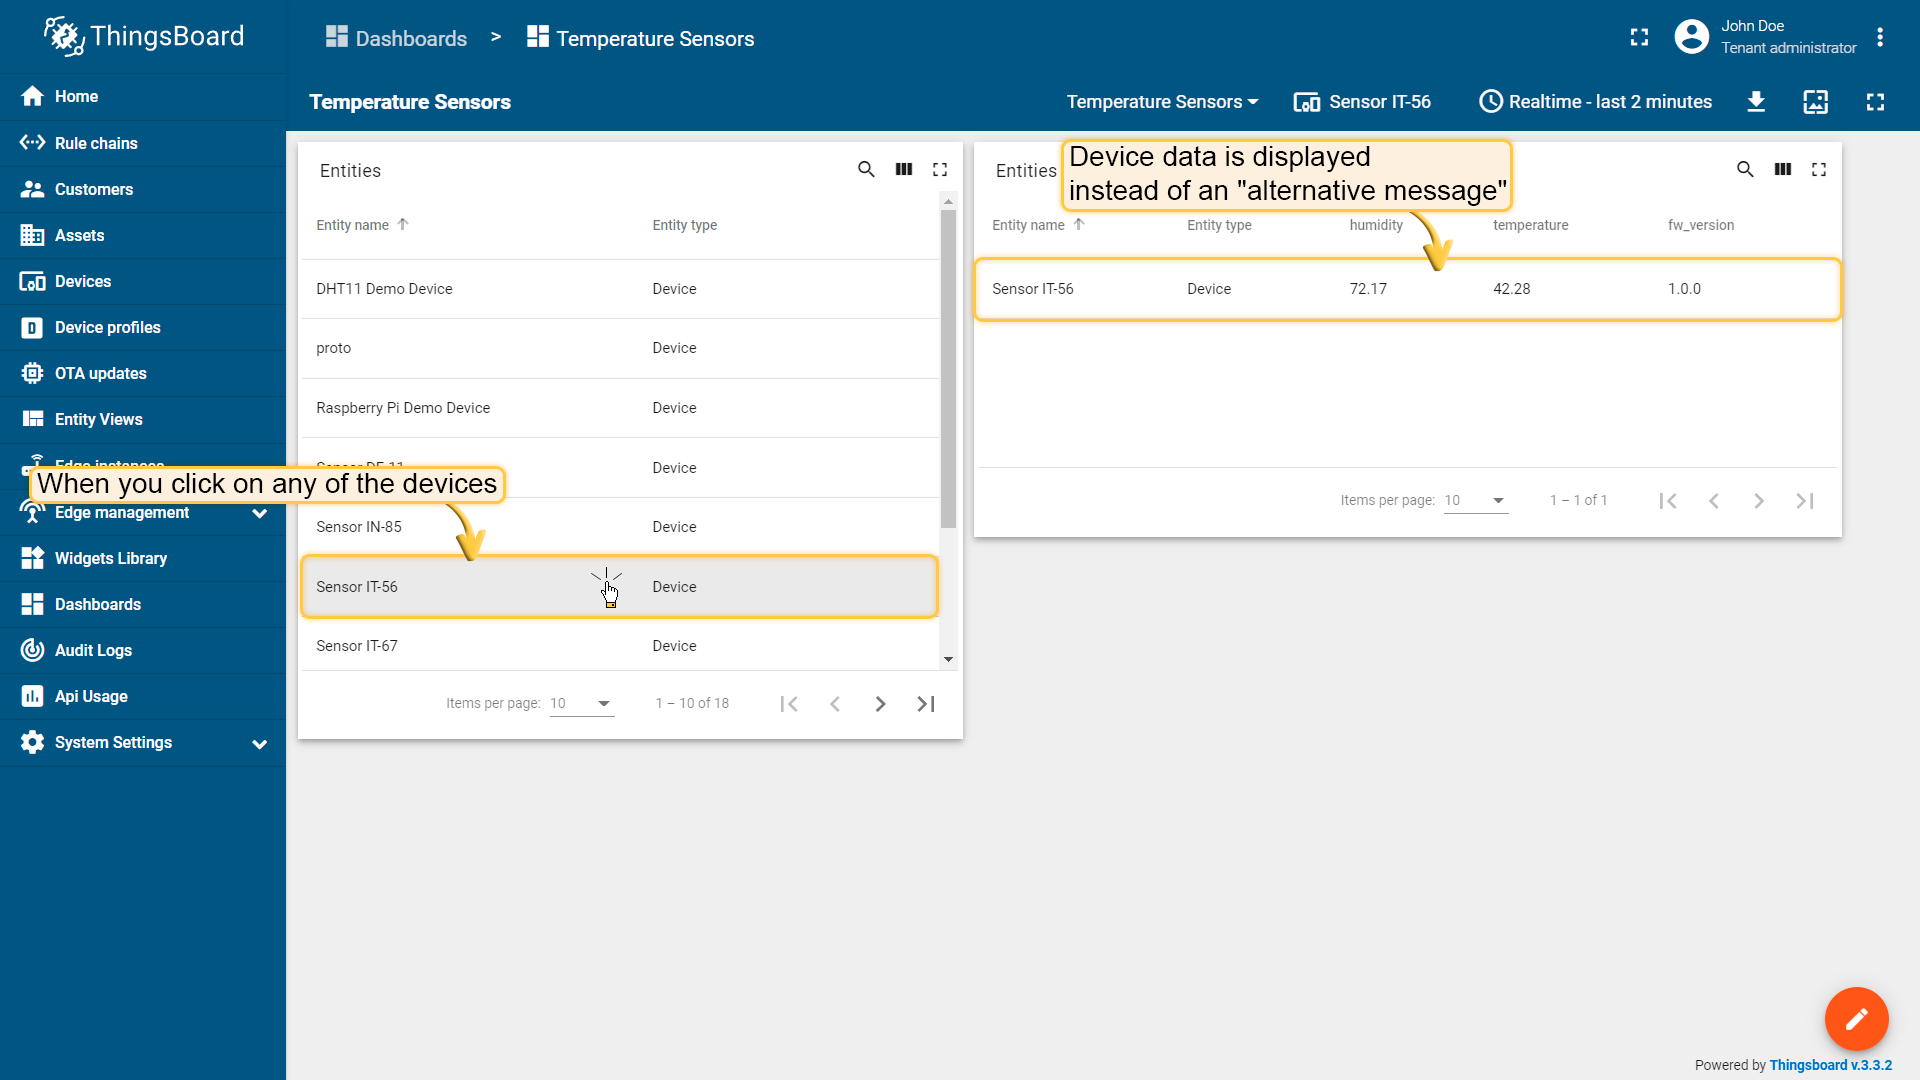 ThingsBoard
Dashboards > Temperature Sensors
John Doe
Tenant administrator
Home
Rule chains
Customers
Assets
Devices
Device profiles
OTA updates
Entity Views
Edge management
Widgets Library
Dashboards
Audit Logs
Api Usage
System Settings
Temperature Sensors
Temperature Sensors
Sensor IT-56
Realtime - last 2 minutes
Entities
Entity name Entity type
DHT11 Demo Device Device
proto Device
Raspberry Pi Demo Device Device
Device
When you click on any of the devices
Sensor IN-85 Device
Sensor IT-56 Device
Sensor IT-67 Device
Items per page: 10 1 – 10 of 18
Entities
Device data is displayed
instead of an "alternative message"
Entity name Entity type humidity temperature fw_version
Sensor IT-56 Device 72.17 42.28 1.0.0
Items per page: 10 1 – 1 of 1
Powered by Thingsboard v.3.3.2